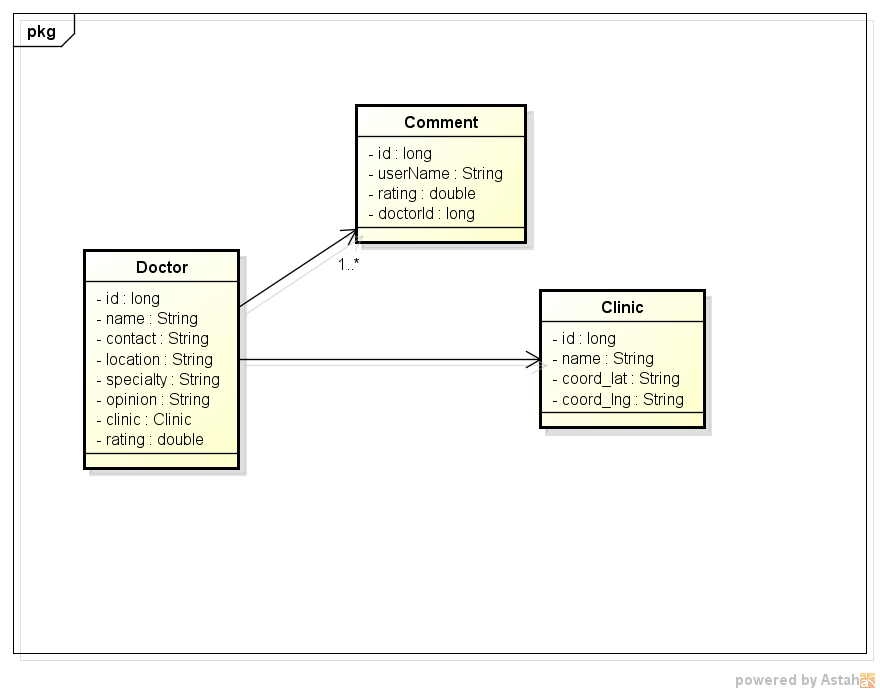 pkg
Comment
- id : long
- userName : String
- rating : double
- doctorId : long
1..*
Doctor
- id : long
- name : String
- contact : String
- location : String
- specialty : String
- opinion : String
- clinic : Clinic
- rating : double
Clinic
- id : long
- name : String
- coord_lat : String
- coord_lng : String
powered by Astah